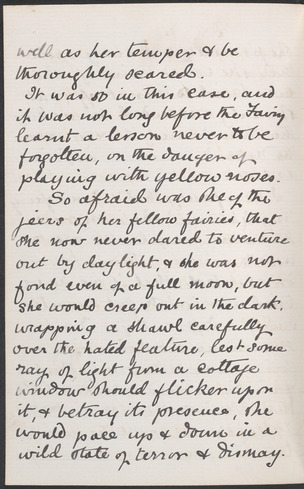 well as her temper & be
thoroughly scared.
It was so in this case, and
it was not long before the Fairy
learnt a lesson never to be
forgotten, on the danger of
playing with yellow noses.
So afraid was she of the
jeers of her fellow fairies, that
she now never dared to venture
out by daylight, & she was not
fond even of a full moon, but
she would creep out in the dark,
wrapping a shawl carefully
over the hated feature, lest some
ray of light from a cottage
window should flicker upon
it, & betray its presence, she
would pace up & down in a
wild state of terror & dismay.